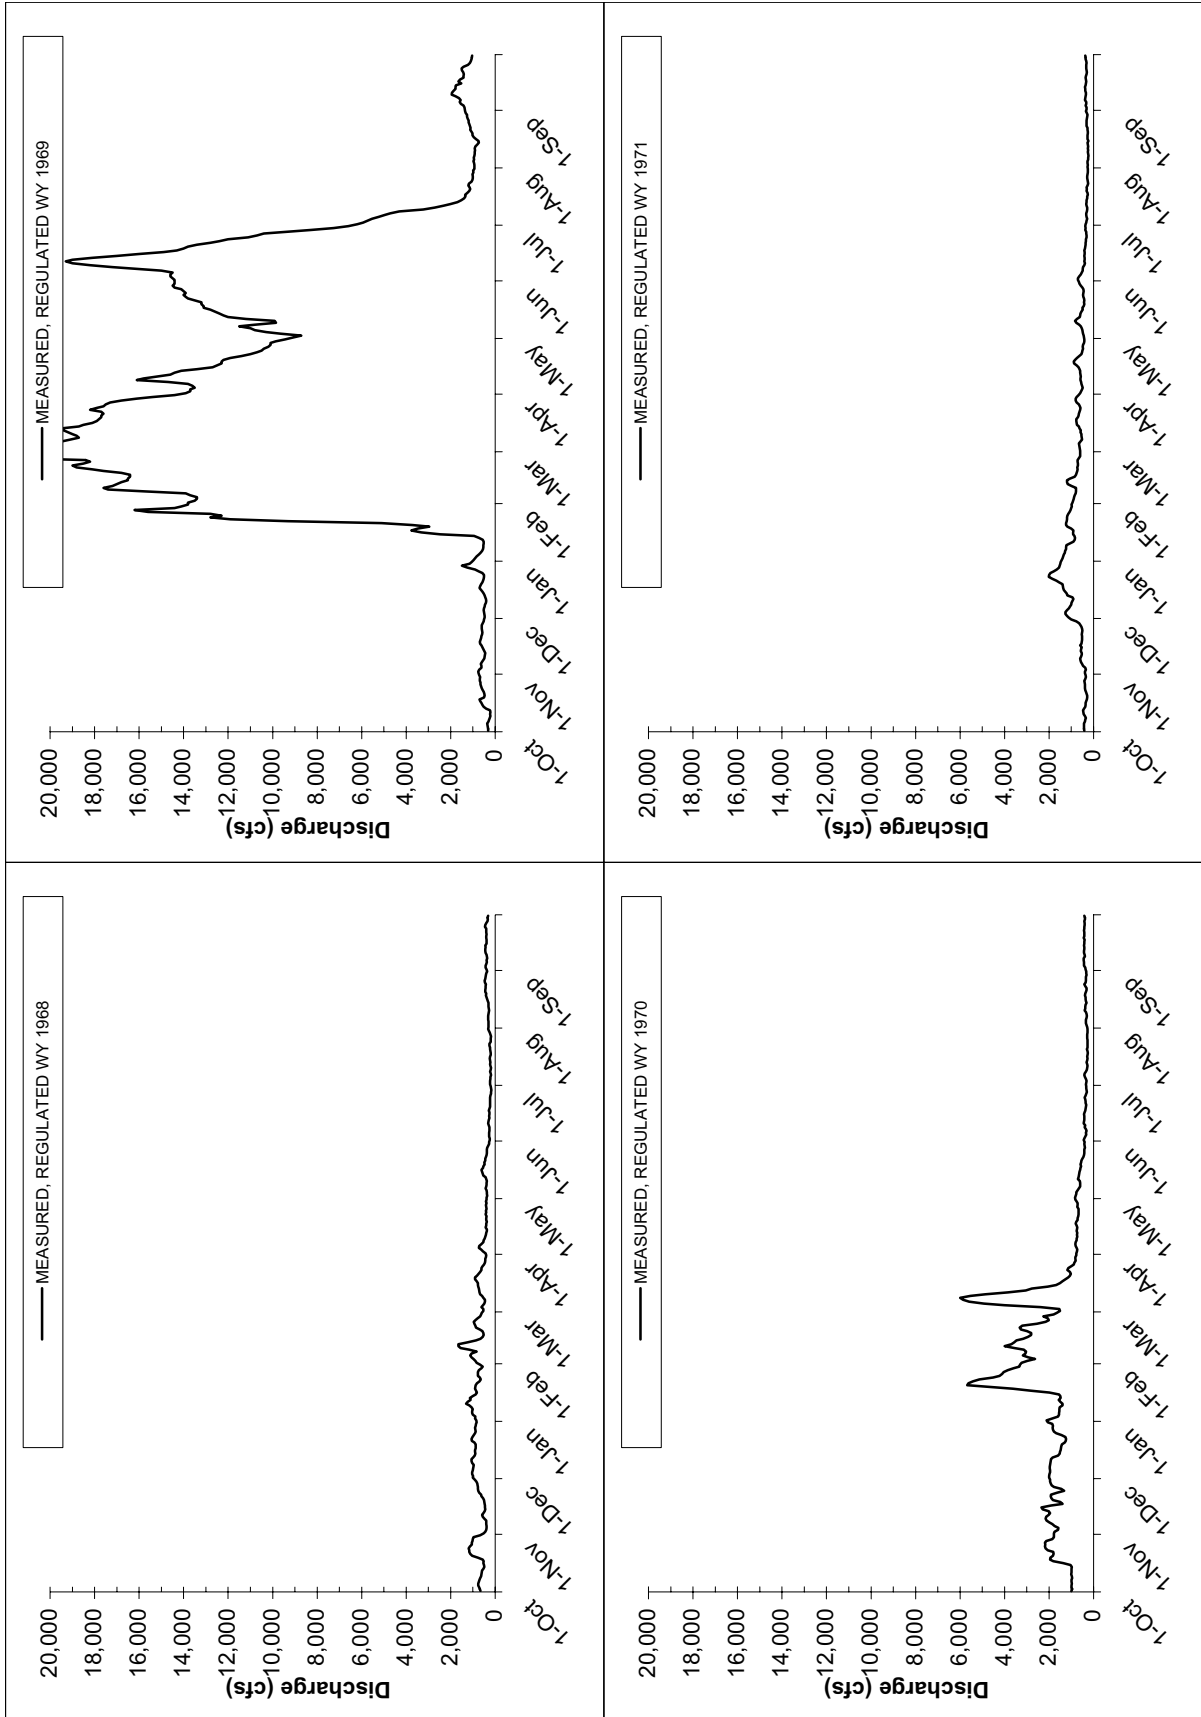 MEASURED, REGULATED WY 1968
Discharge (cfs)
20,000
18,000
16,000
14,000
12,000
10,000
8,000
6,000
4,000
2,000
0
1-Oct
1-Nov
1-Dec
1-Jan
1-Feb
1-Mar
1-Apr
1-May
1-Jun
1-Jul
1-Aug
1-Sep
MEASURED, REGULATED WY 1969
Discharge (cfs)
20,000
18,000
16,000
14,000
12,000
10,000
8,000
6,000
4,000
2,000
0
1-Oct
1-Nov
1-Dec
1-Jan
1-Feb
1-Mar
1-Apr
1-May
1-Jun
1-Jul
1-Aug
1-Sep
MEASURED, REGULATED WY 1970
Discharge (cfs)
20,000
18,000
16,000
14,000
12,000
10,000
8,000
6,000
4,000
2,000
0
1-Oct
1-Nov
1-Dec
1-Jan
1-Feb
1-Mar
1-Apr
1-May
1-Jun
1-Jul
1-Aug
1-Sep
MEASURED, REGULATED WY 1971
Discharge (cfs)
20,000
18,000
16,000
14,000
12,000
10,000
8,000
6,000
4,000
2,000
0
1-Oct
1-Nov
1-Dec
1-Jan
1-Feb
1-Mar
1-Apr
1-May
1-Jun
1-Jul
1-Aug
1-Sep